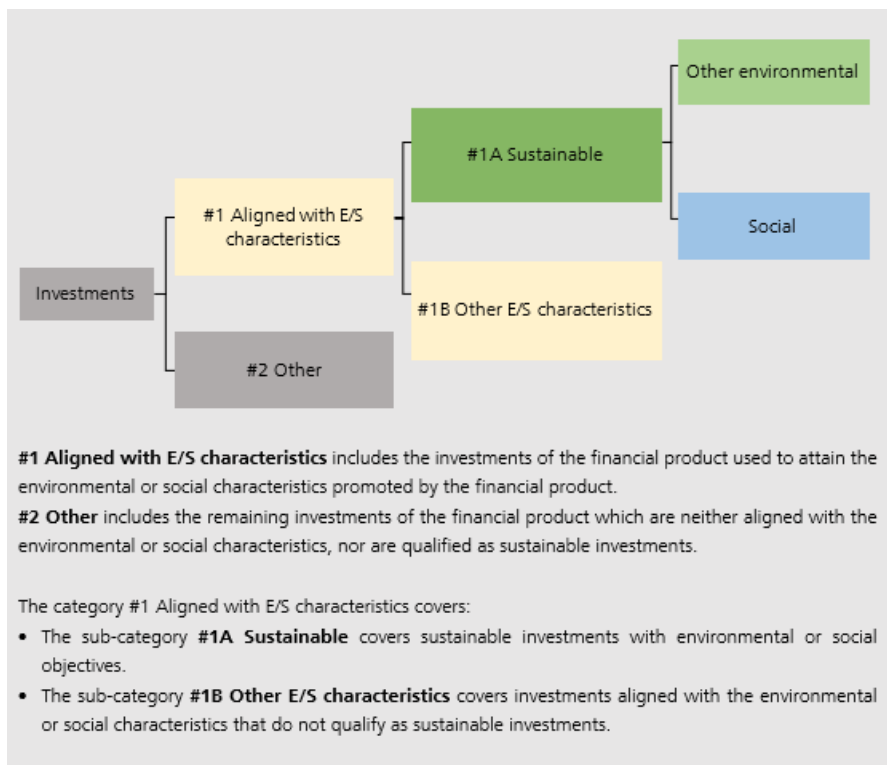 Other environmental
#1A Sustainable
#1 Aligned with E/S
characteristics
Social
Investments
#1B Other E/S characteristics
#2 Other
#1 Aligned with E/S characteristics includes the investments of the financial product used to attain the
environmental or social characteristics promoted by the financial product.
#2 Other includes the remaining investments of the financial product which are neither aligned with the
environmental or social characteristics, nor are qualified as sustainable investments.
The category #1 Aligned with E/S characteristics covers:
• The sub-category #1A Sustainable covers sustainable investments with environmental or social
objectives.
• The sub-category #1B Other E/S characteristics covers investments aligned with the environmental
or social characteristics that do not qualify as sustainable investments.